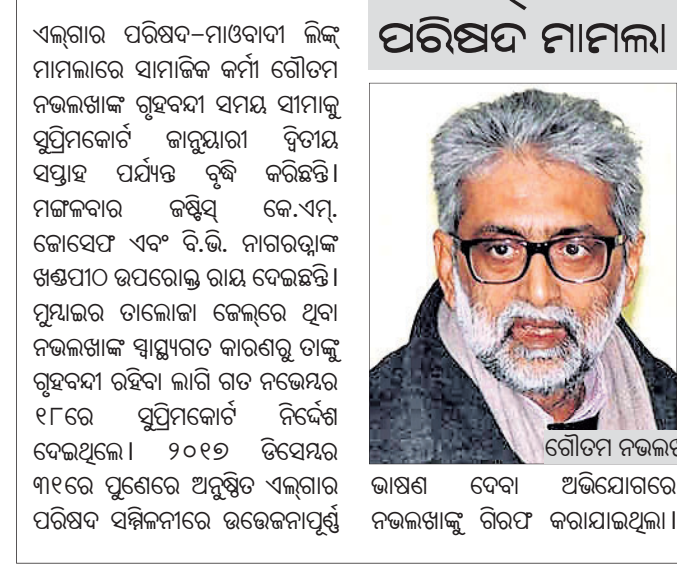 ପରିଷଦ ମାମଲା
ଏଲ୍‌ଗାର ପରିଷଦ-ମାଓବାଦୀ ଲିଙ୍କ୍
ମାମଲାରେ ସାମାଜିକ କର୍ମୀ ଗୌତମ
ନଭଲଖାଙ୍କ ଗୃହବନ୍ଦୀ ସମୟ ସୀମାକୁ
ସୁପ୍ରିମକୋର୍ଟ ଜାନୁୟାରୀ ଦ୍ୱିତୀୟ
ସପ୍ତାହ ପର୍ଯ୍ୟନ୍ତ ବୃଦ୍ଧି କରିଛନ୍ତି।
ମଙ୍ଗଳବାର ଜଷ୍ଟିସ୍ କେ.ଏମ୍.
ଜୋସେଫ ଏବଂ ବି.ଭି. ନାଗରତ୍ନାଙ୍କ
ଖଣ୍ଡପୀଠ ଉପରୋକ୍ତ ରାୟ ଦେଇଛନ୍ତି।
ମୁମ୍ବାଇର ତାଲୋଜା ଜେଲ୍‌ରେ ଥିବା
ନଭଲଖାଙ୍କ ସ୍ୱାସ୍ଥ୍ୟଗତ କାରଣରୁ ତାଙ୍କୁ
ଗୃହବନ୍ଦୀ ରହିବା ଲାଗି ଗତ ନଭେମ୍ବର
୧୮ରେ ସୁପ୍ରିମକୋର୍ଟ ନିର୍ଦ୍ଦେଶ
ଦେଇଥିଲେ। ୨୦୧୭ ଡିସେମ୍ବର
୩୧ରେ ପୁଣେରେ ଅନୁଷ୍ଠିତ ଏଲ୍‌ଗାର
ପରିଷଦ ସମ୍ମିଳନୀରେ ଉତ୍ତେଜନାପୂର୍ଣ୍ଣ
ଗୌତମ
ଭାଷଣ ଦେବା ଅଭିଯୋଗରେ
ନଭଲଖାଙ୍କୁ ଗିରଫ କରାଯାଇଥିଲା।